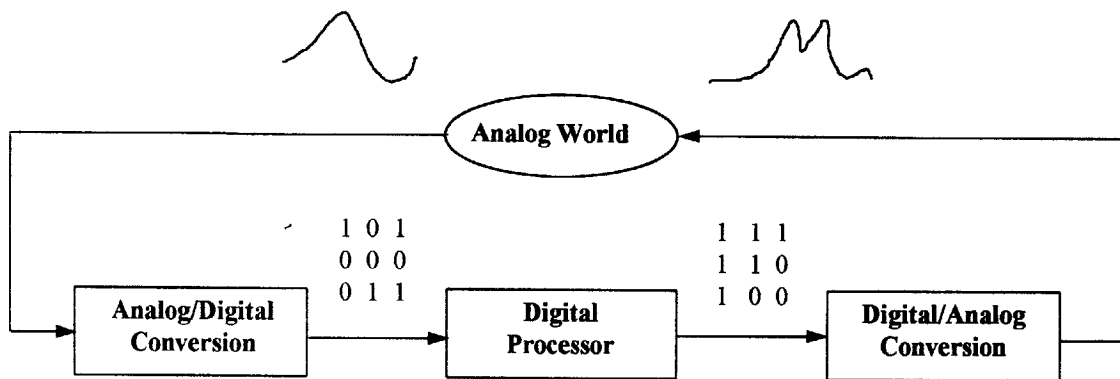 Analog World
1 0 1
0 0 0
0 1 1
1 1 1
1 1 0
1 0 0
Analog/Digital
Conversion
Digital
Processor
Digital/Analog
Conversion